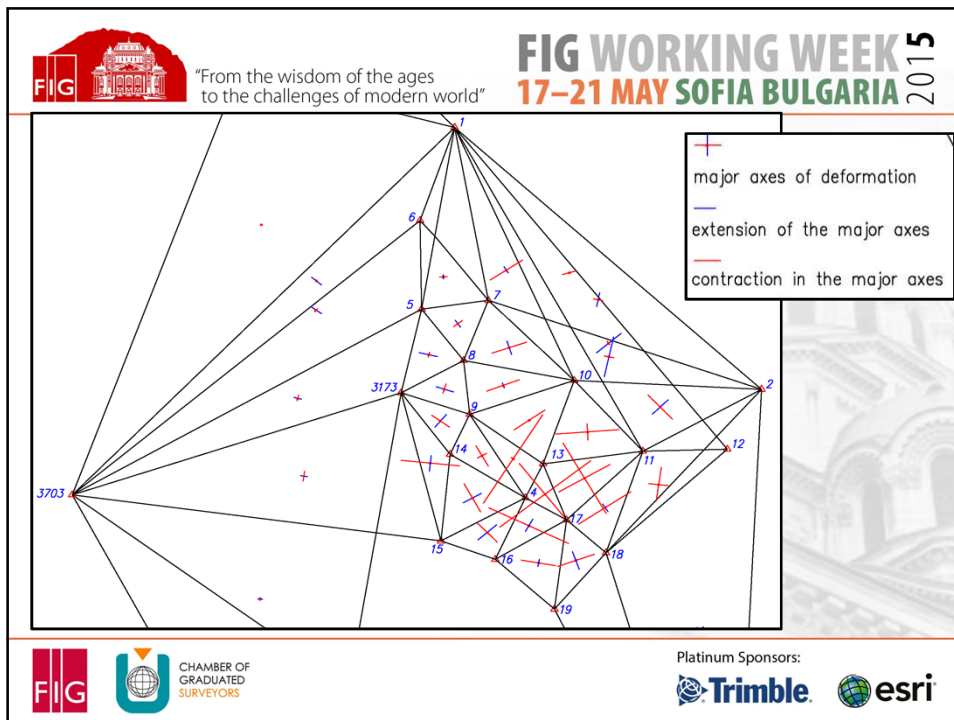 FIG
"From the wisdom of the ages
to the challenges of modern world"
FIG WORKING WEEK
17–21 MAY SOFIA BULGARIA
2015
1
major axes of deformation
extension of the major axes
contraction in the major axes
6
5
7
8
3173
10
2
9
14
13
11
12
3703
4
17
15
16
18
19
FIG
CHAMBER OF
GRADUATED
SURVEYORS
Platinum Sponsors:
Trimble.
esri